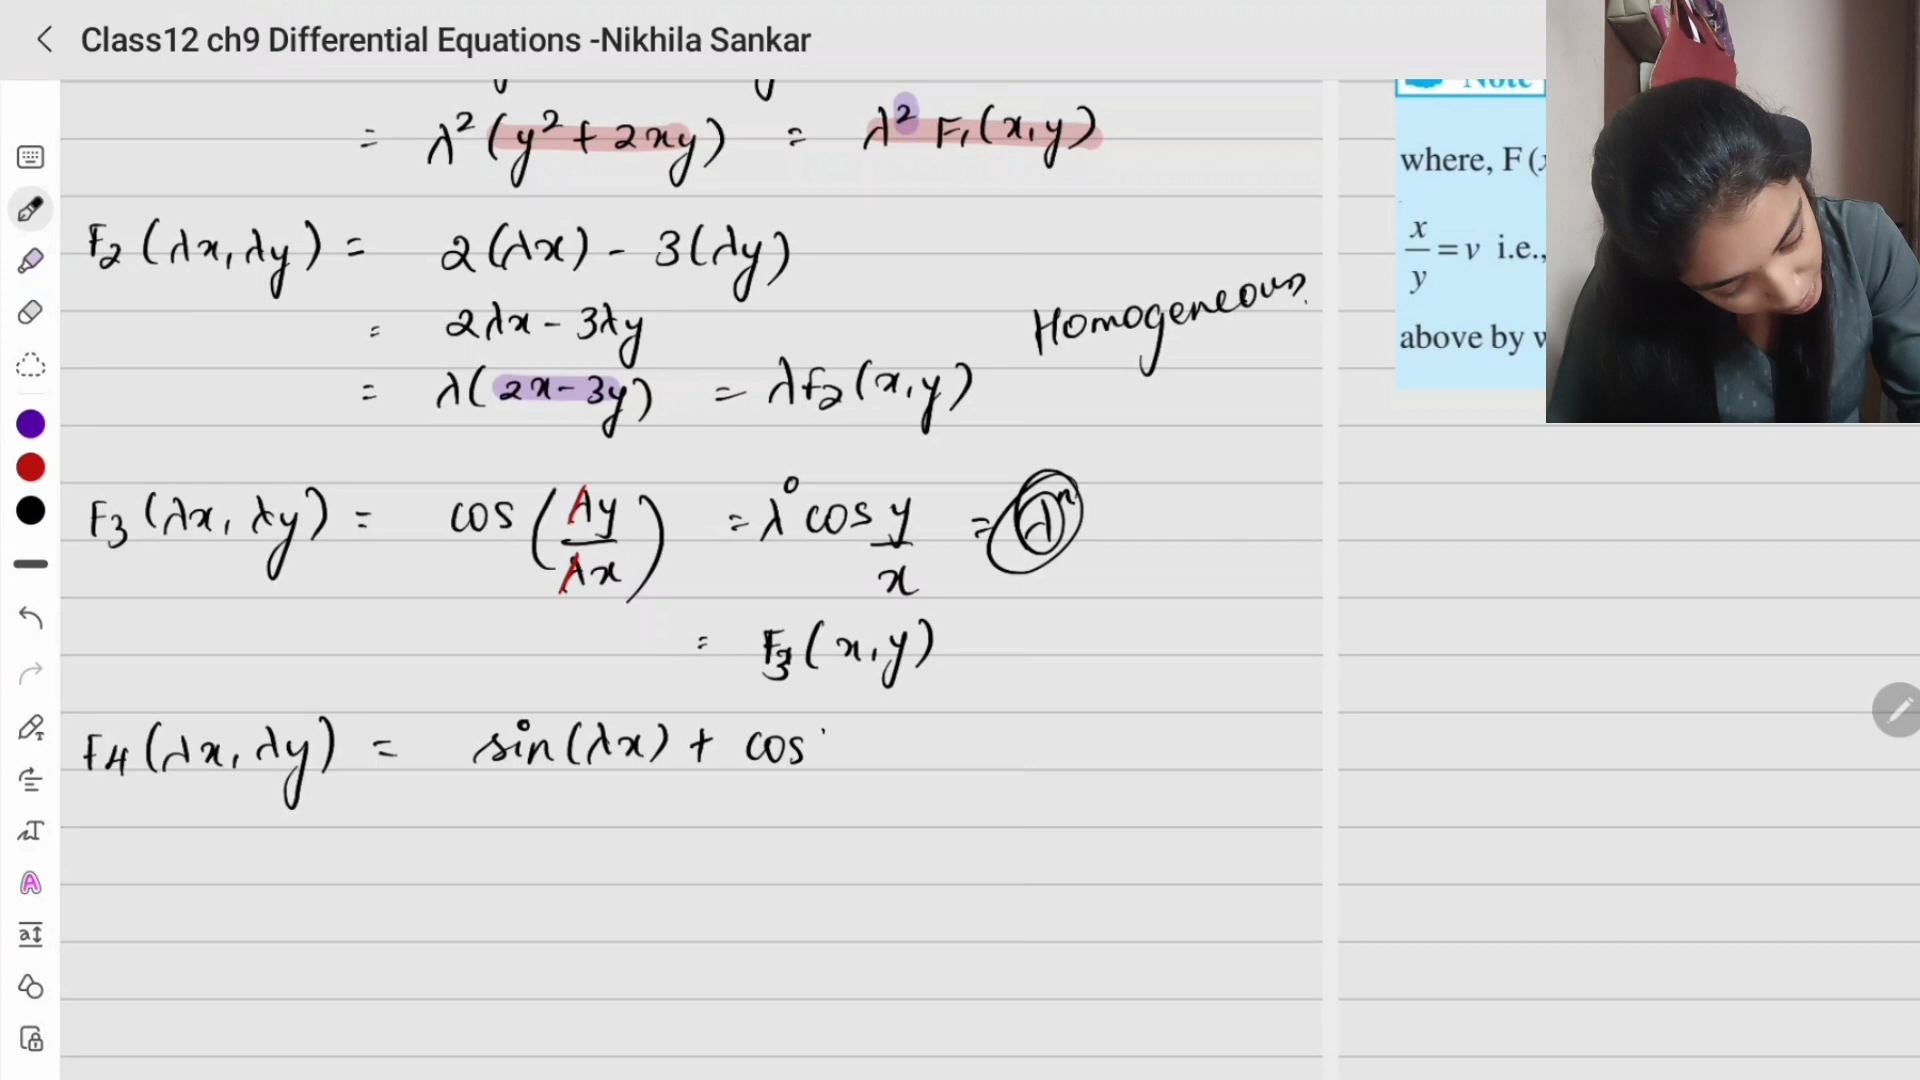 Class12 ch9 Differential Equations -Nikhila Sankar
= λ²(y² + 2xy) = λ² F₁(x,y)
F₂(λx, λy) = 2(λx) - 3(λy)
= 2λx - 3λy
Homogeneous.
= λ(2x - 3y) = λF₂(x,y)
F₃(λx, λy) = cos(λy/λx) = λ⁰ cos y/x = λⁿ
= F₃(x,y)
F₄(λx, λy) = sin(λx) + cos
Note
where, F (
x/y = v i.e.,
above by